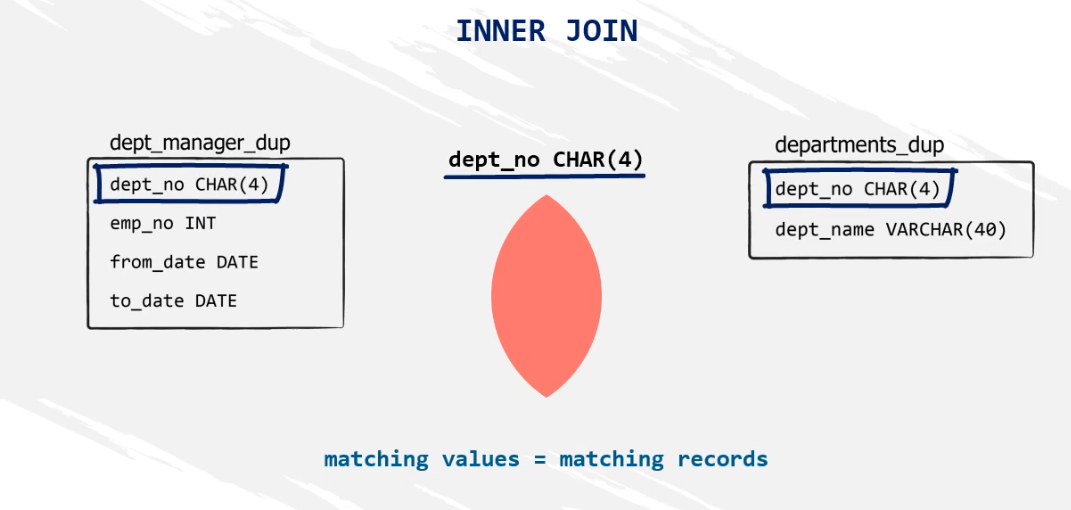 INNER JOIN
dept_manager_dup
dept_no CHAR(4)
emp_no INT
from_date DATE
to_date DATE
dept_no CHAR(4)
departments_dup
dept_no CHAR(4)
dept_name VARCHAR(40)
matching values = matching records